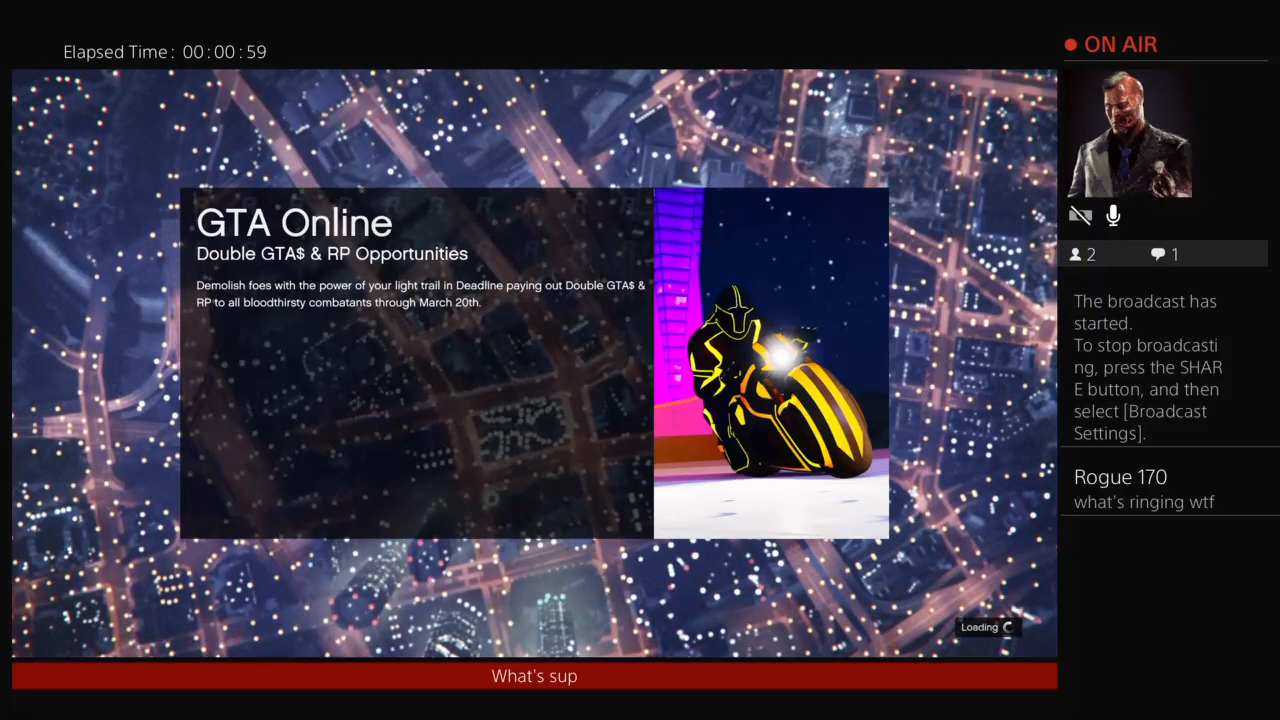 Elapsed Time: 00:00:59
ON AIR
GTA Online
Double GTA$ & RP Opportunities
Demolish foes with the power of your light trail in Deadline paying out Double GTA$ &
RP to all bloodthirsty combatants through March 20th.
2
1
The broadcast has
started.
To stop broadcasti
ng, press the SHAR
E button, and then
select [Broadcast
Settings].
Rogue 170
what's ringing wtf
Loading
What's sup